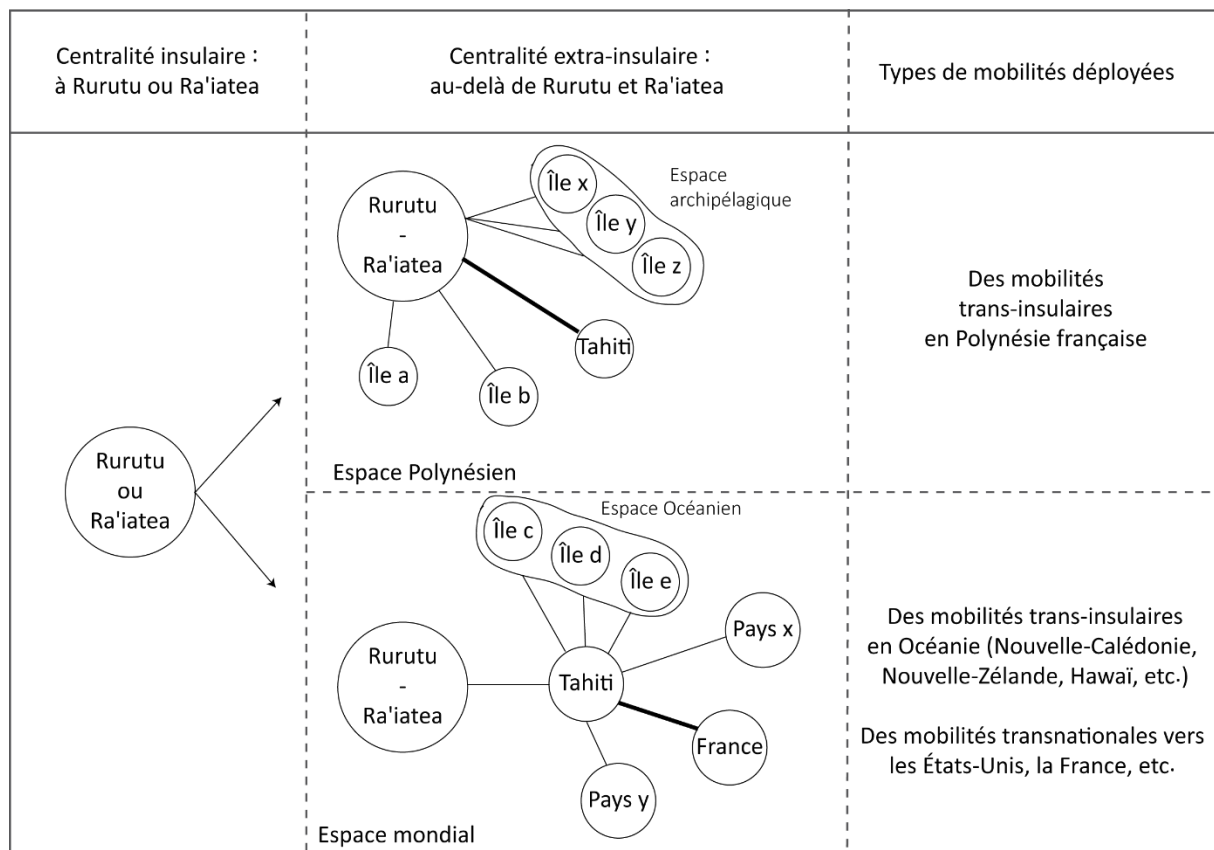 Centralité insulaire :
à Rurutu ou Ra'iatea
Centralité extra-insulaire :
au-delà de Rurutu et Ra'iatea
Types de mobilités déployées
Rurutu
ou
Ra'iatea
Rurutu
-
Ra'iatea
Île x
Île y
Île z
Espace
archipélagique
Tahiti
Île a
Île b
Espace Polynésien
Des mobilités
trans-insulaires
en Polynésie française
Espace Océanien
Île c
Île d
Île e
Rurutu
-
Ra'iatea
Tahiti
Pays x
France
Pays y
Espace mondial
Des mobilités trans-insulaires
en Océanie (Nouvelle-Calédonie,
Nouvelle-Zélande, Hawaï, etc.)
Des mobilités transnationales vers
les États-Unis, la France, etc.